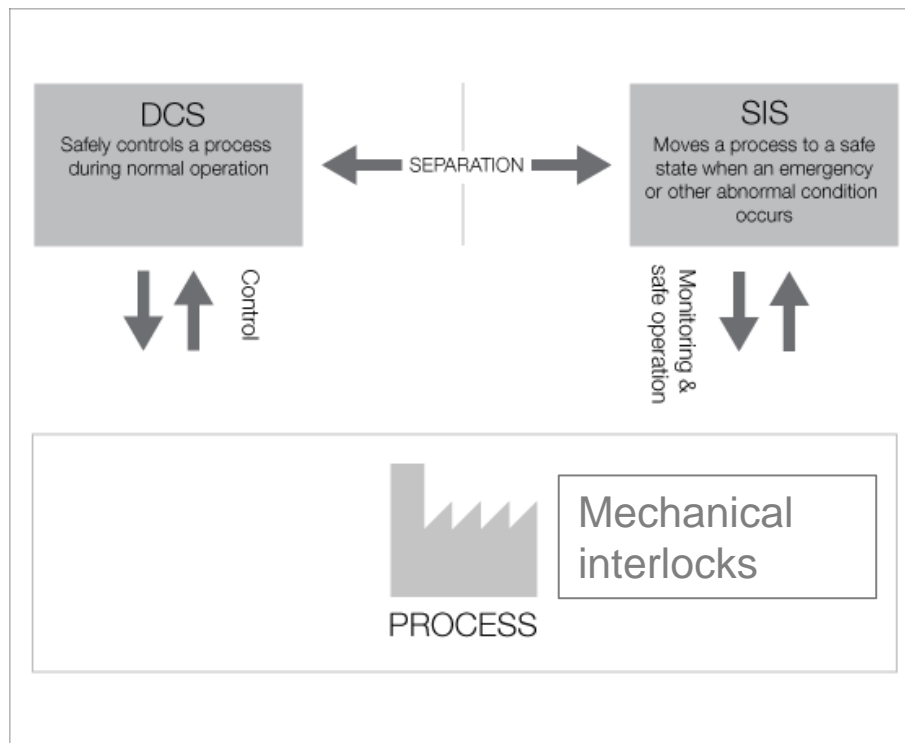 DCS
Safely controls a process
during normal operation
SEPARATION
SIS
Moves a process to a safe
state when an emergency
or other abnormal condition
occurs
Control
Monitoring &
safe operation
Mechanical
interlocks
PROCESS